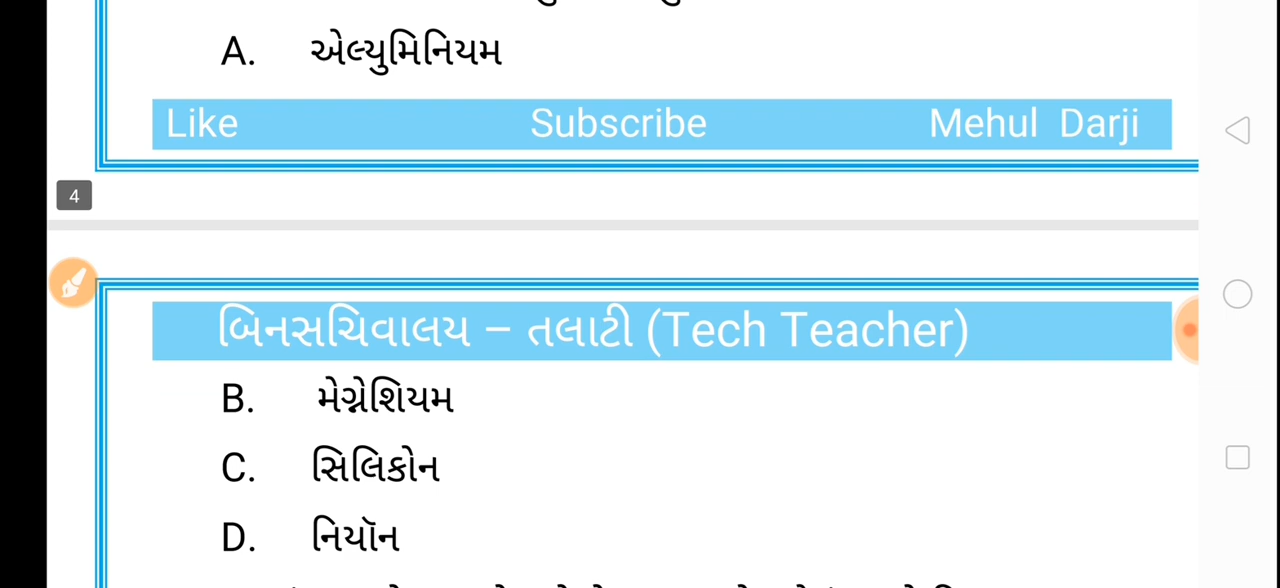 A. એલ્યુમિનિયમ
Like Subscribe Mehul Darji
4
બિનસચિવાલય – તલાટી (Tech Teacher)
B. મેગ્નેશિયમ
C. સિલિકોન
D. નિયૉન